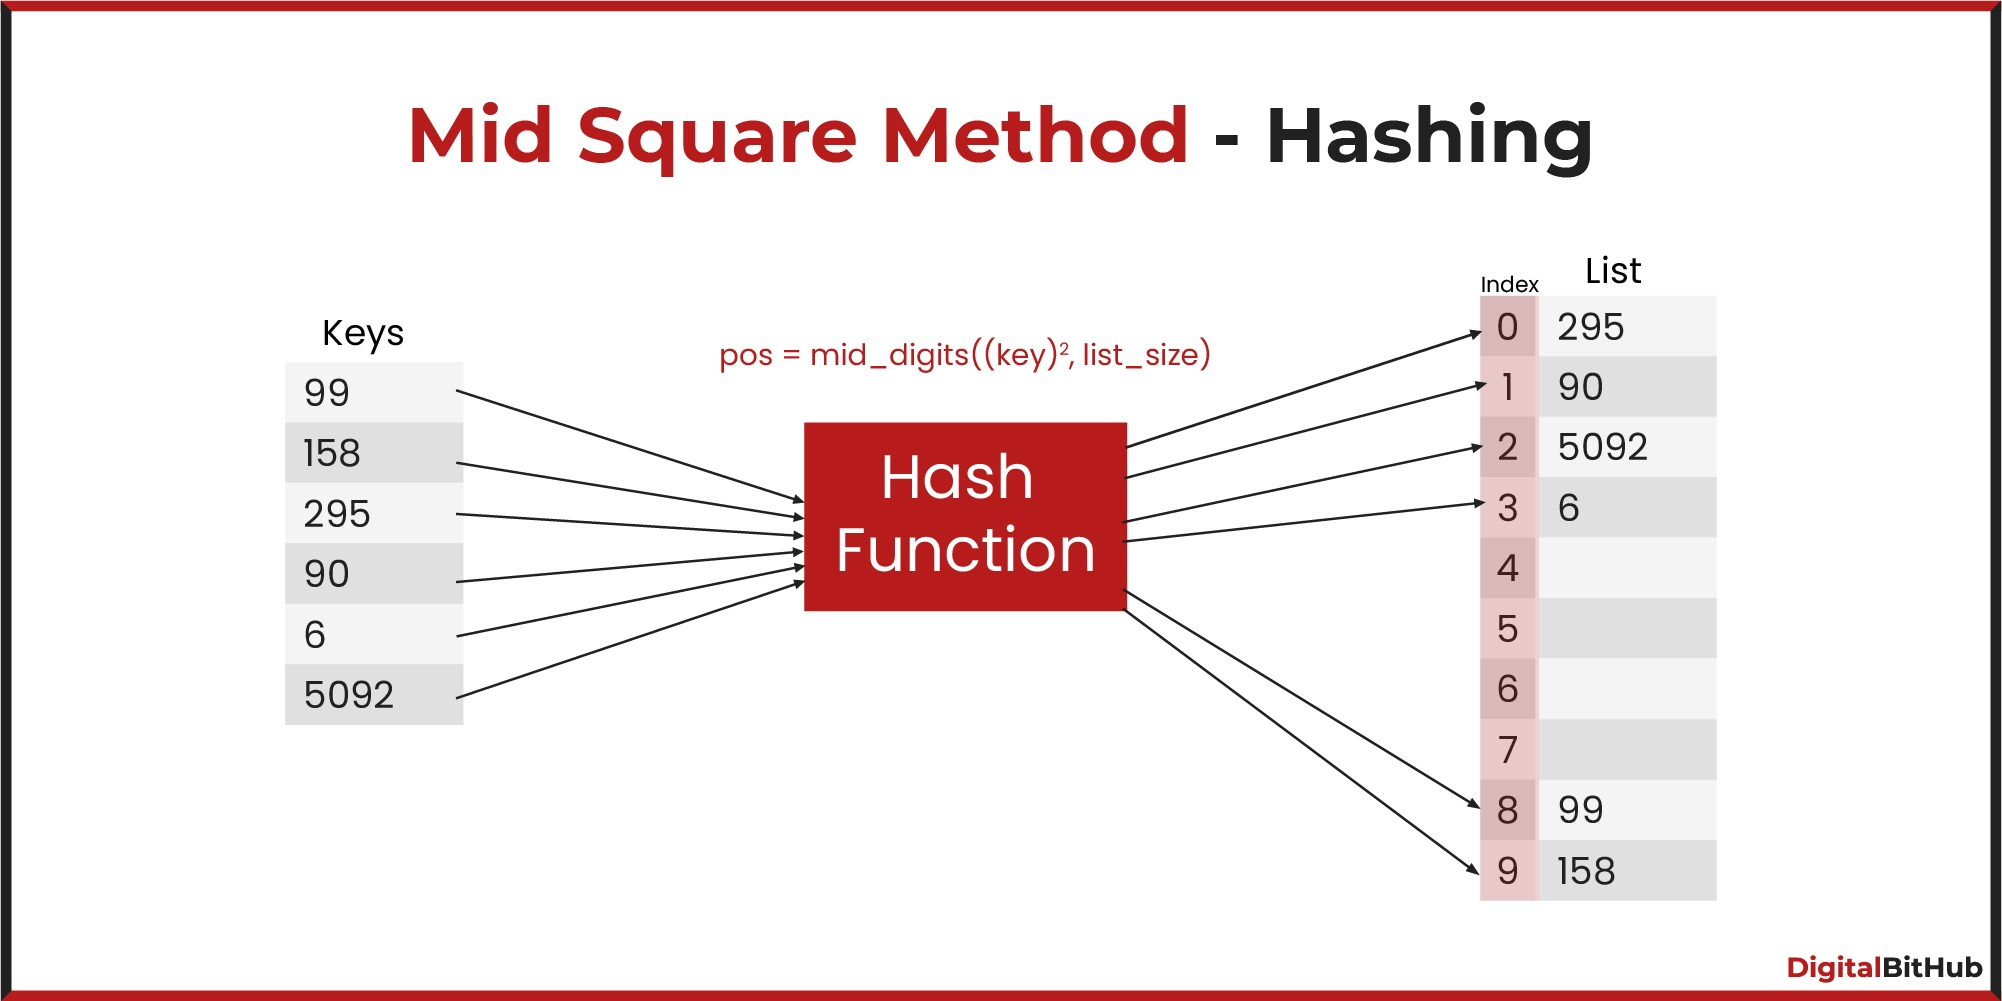 Mid Square Method - Hashing
Keys
99
158
295
90
6
5092
pos = mid_digits((key)², list_size)
Hash
Function
Index List
0 295
1 90
2 5092
3 6
4
5
6
7
8 99
9 158
DigitalBitHub